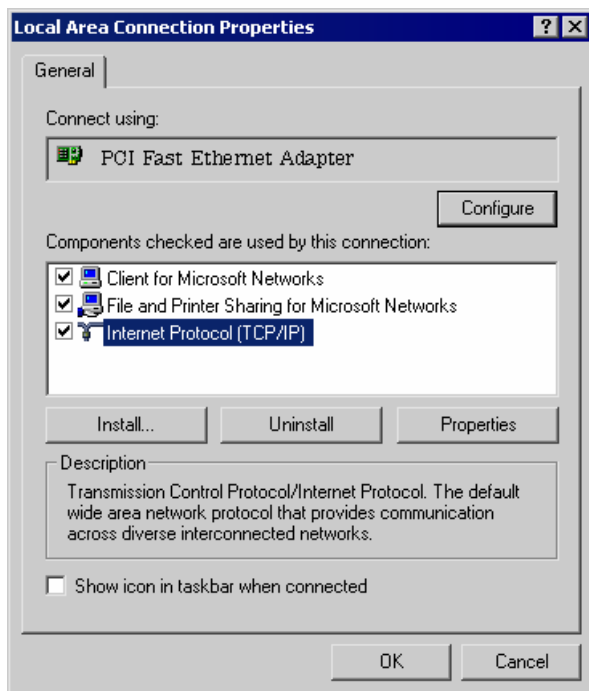 Local Area Connection Properties
General
Connect using:
PCI Fast Ethernet Adapter
Configure
Components checked are used by this connection:
Client for Microsoft Networks
File and Printer Sharing for Microsoft Networks
Internet Protocol (TCP/IP)
Install... Uninstall Properties
Description
Transmission Control Protocol/Internet Protocol. The default
wide area network protocol that provides communication
across diverse interconnected networks.
Show icon in taskbar when connected
OK Cancel